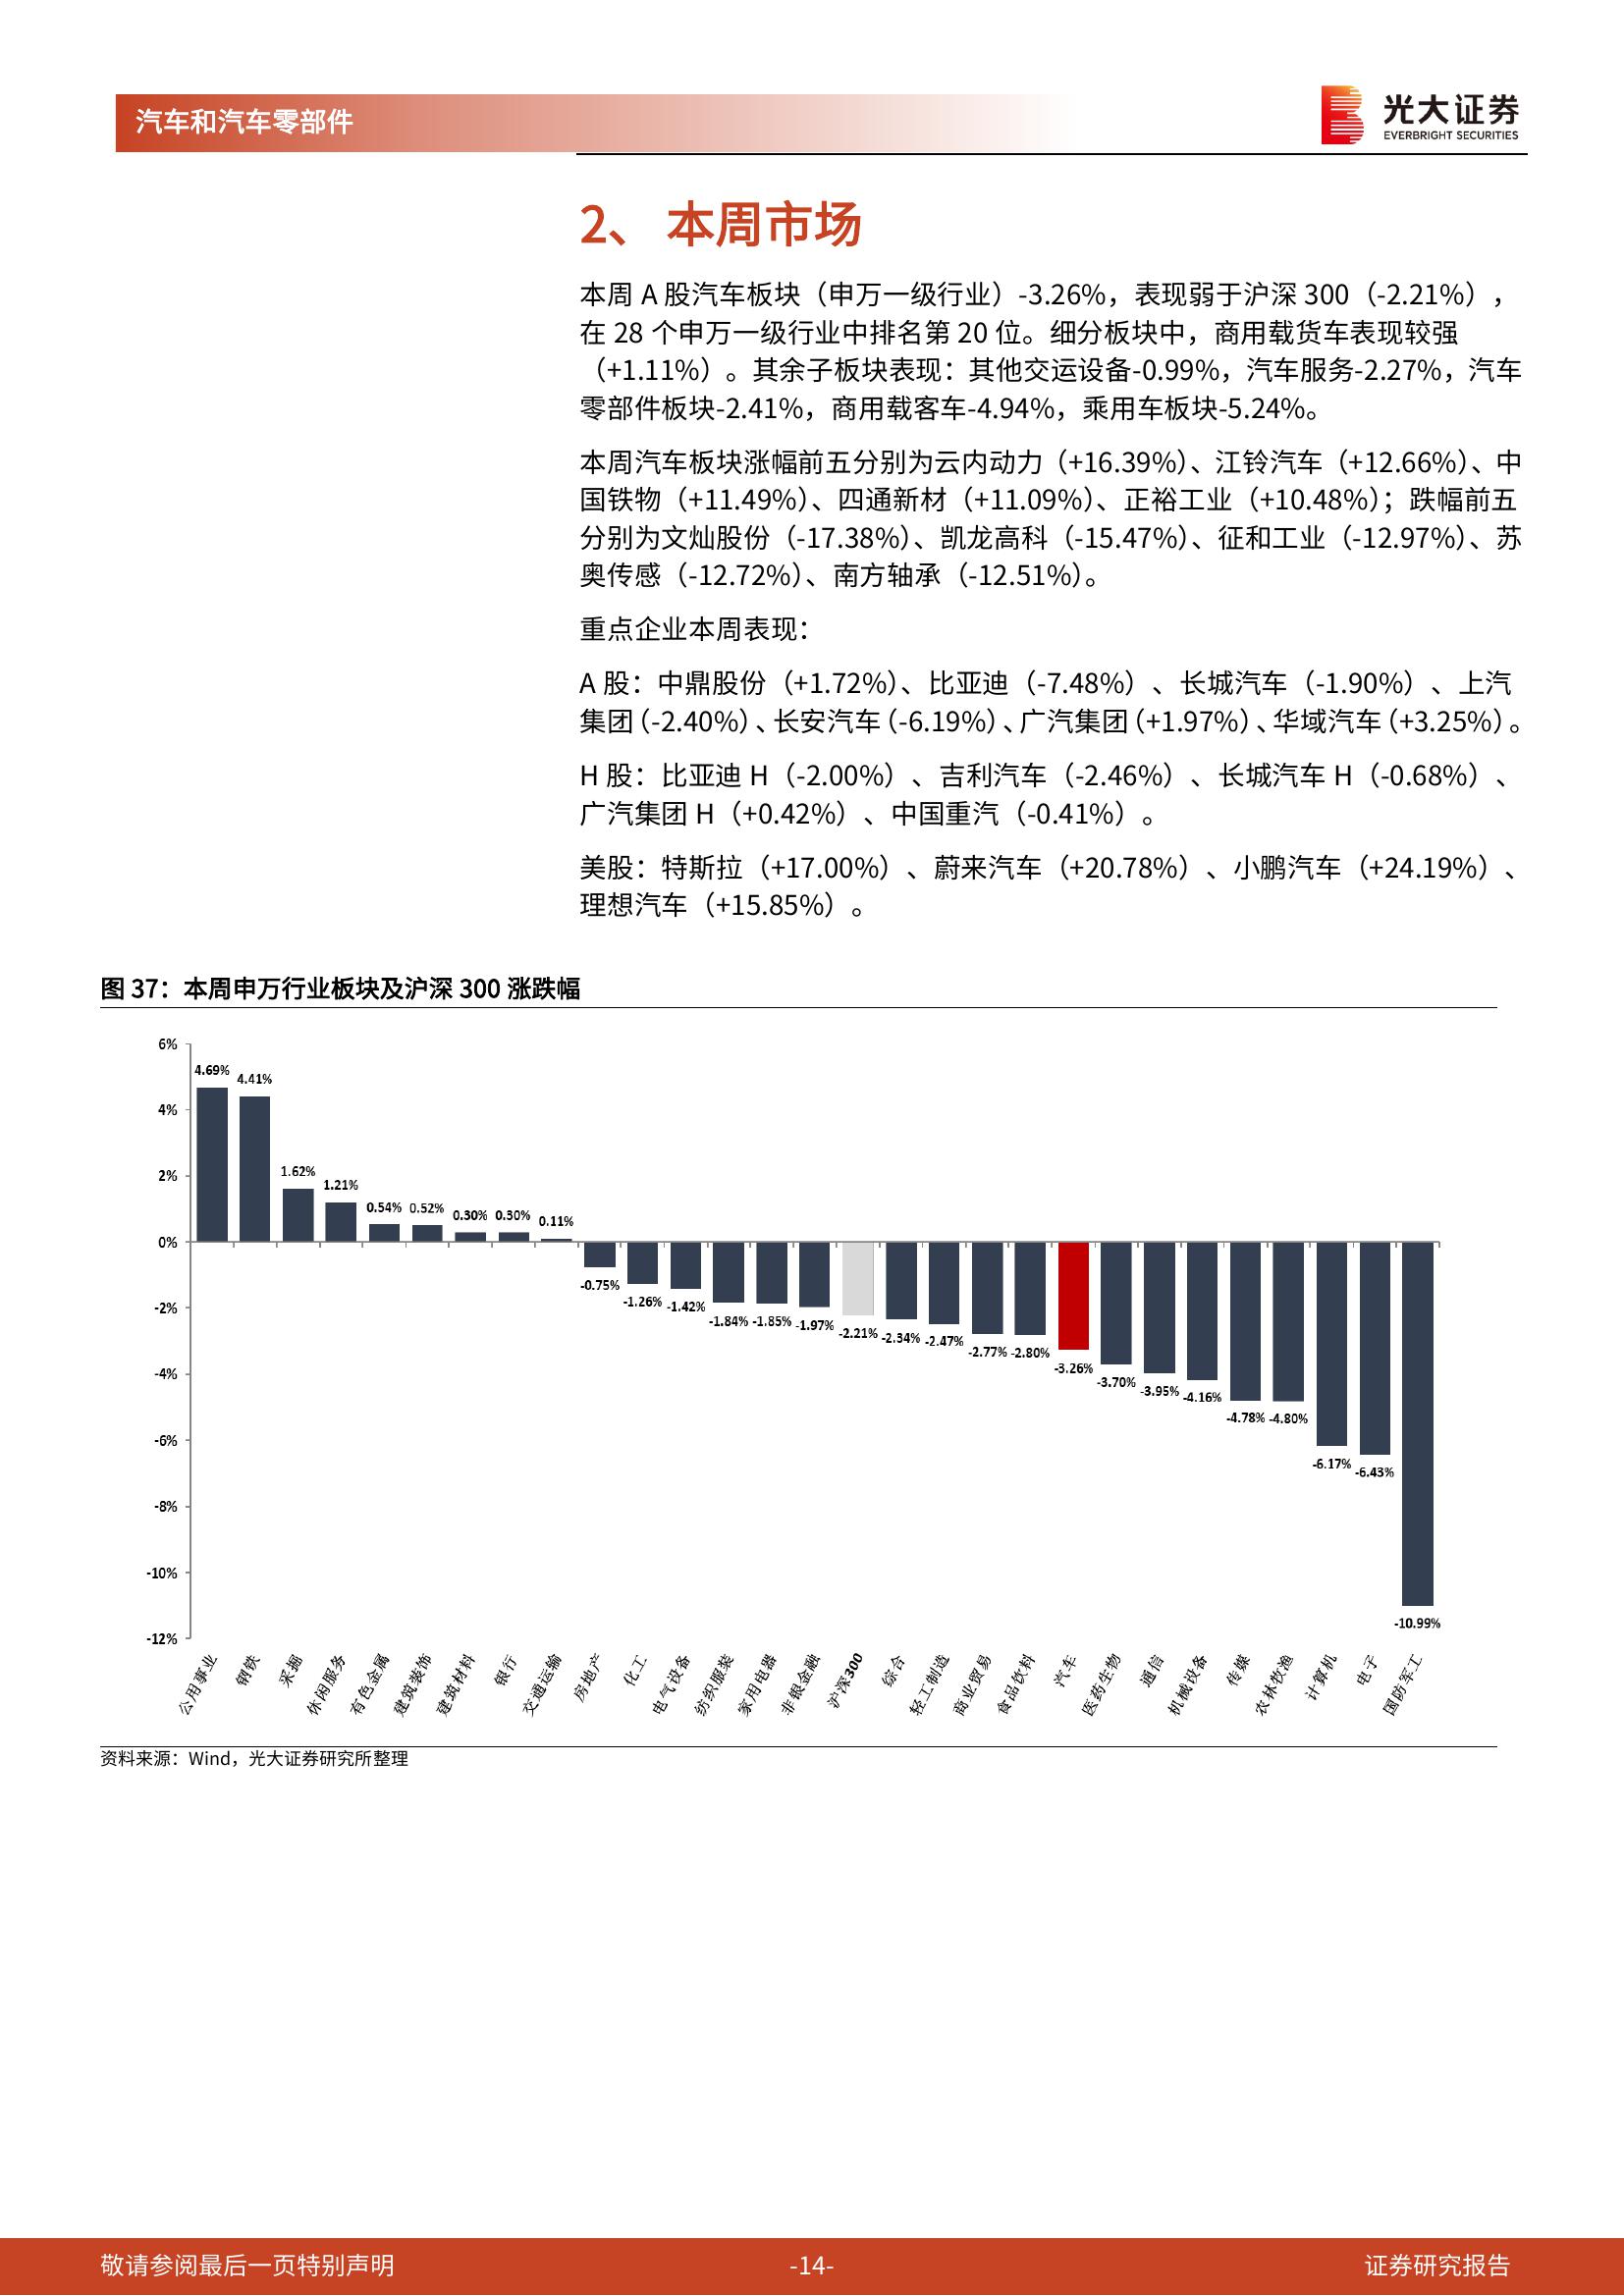 汽车和汽车零部件
光大证券
EVERBRIGHT SECURITIES
2、 本周市场
本周 A 股汽车板块（申万一级行业）-3.26%，表现弱于沪深 300（-2.21%），
在 28 个申万一级行业中排名第 20 位。细分板块中，商用载货车表现较强
（+1.11%）。其余子板块表现：其他交运设备-0.99%，汽车服务-2.27%，汽车
零部件板块-2.41%，商用载客车-4.94%，乘用车板块-5.24%。
本周汽车板块涨幅前五分别为云内动力（+16.39%）、江铃汽车（+12.66%）、中
国铁物（+11.49%）、四通新材（+11.09%）、正裕工业（+10.48%）；跌幅前五
分别为文灿股份（-17.38%）、凯龙高科（-15.47%）、征和工业（-12.97%）、苏
奥传感（-12.72%）、南方轴承（-12.51%）。
重点企业本周表现：
A 股：中鼎股份（+1.72%）、比亚迪（-7.48%）、长城汽车（-1.90%）、上汽
集团（-2.40%）、长安汽车（-6.19%）、广汽集团（+1.97%）、华域汽车（+3.25%）。
H 股：比亚迪 H（-2.00%）、吉利汽车（-2.46%）、长城汽车 H（-0.68%）、
广汽集团 H（+0.42%）、中国重汽（-0.41%）。
美股：特斯拉（+17.00%）、蔚来汽车（+20.78%）、小鹏汽车（+24.19%）、
理想汽车（+15.85%）。
图 37：本周申万行业板块及沪深 300 涨跌幅
6%
4%
2%
0%
-2%
-4%
-6%
-8%
-10%
-12%
4.69%
4.41%
1.62%
1.21%
0.54%
0.52%
0.30%
0.30%
0.11%
-0.75%
-1.26%
-1.42%
-1.84%
-1.85%
-1.97%
-2.21%
-2.34%
-2.47%
-2.77%
-2.80%
-3.26%
-3.70%
-3.95%
-4.16%
-4.78%
-4.80%
-6.17%
-6.43%
-10.99%
公用事业
钢铁
采掘
休闲服务
有色金属
建筑装饰
建筑材料
银行
交通运输
房地产
化工
电气设备
纺织服装
家用电器
非银金融
沪深300
综合
轻工制造
商业贸易
食品饮料
汽车
医药生物
通信
机械设备
传媒
农林牧渔
计算机
电子
国防军工
资料来源：Wind，光大证券研究所整理
敬请参阅最后一页特别声明
-14-
证券研究报告